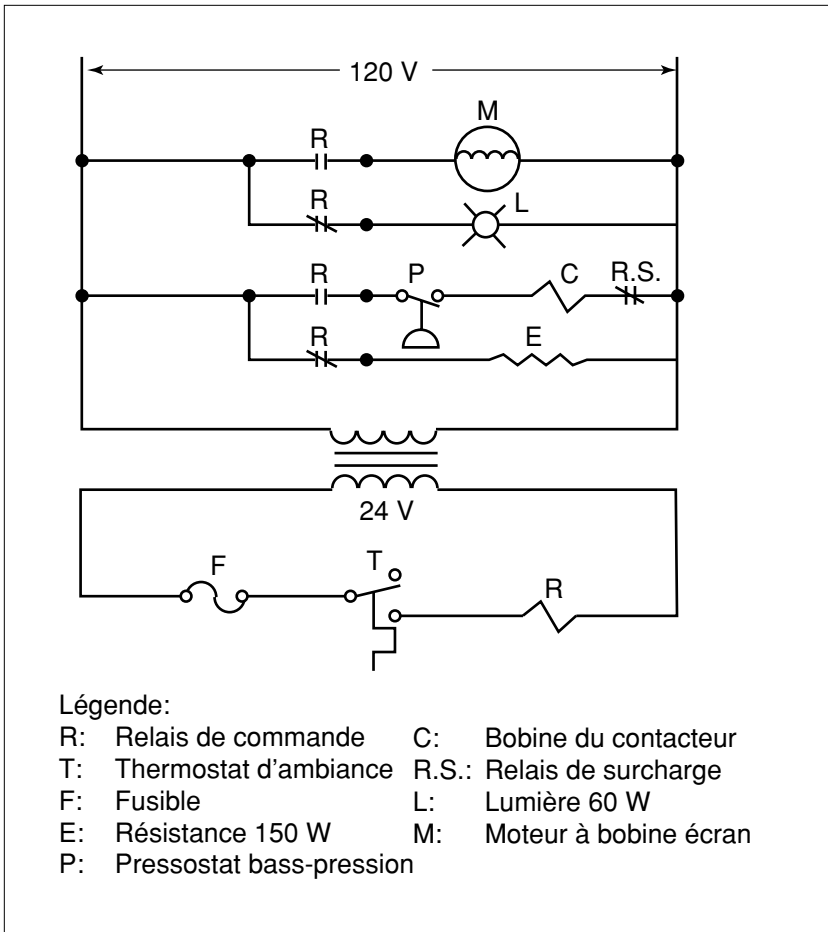 120 V
M
R
R
L
R
P
C
R.S.
R
E
24 V
F
T
R
Légende:
R: Relais de commande
C: Bobine du contacteur
T: Thermostat d'ambiance
R.S.: Relais de surcharge
F: Fusible
L: Lumière 60 W
E: Résistance 150 W
M: Moteur à bobine écran
P: Pressostat bass-pression